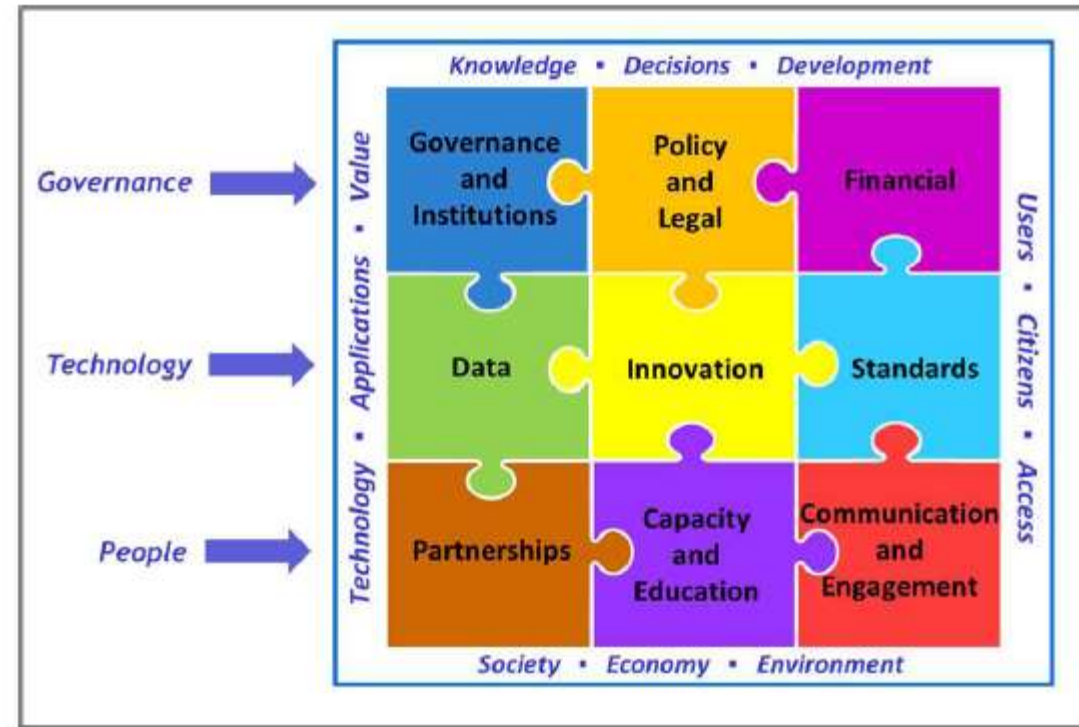 Knowledge ▪ Decisions ▪ Development
Governance
Technology
People
Technology ▪ Applications ▪ Value
Governance
and
Institutions
Policy
and
Legal
Financial
Data
Innovation
Standards
Partnerships
Capacity
and
Education
Communication
and
Engagement
Users ▪ Citizens ▪ Access
Society ▪ Economy ▪ Environment